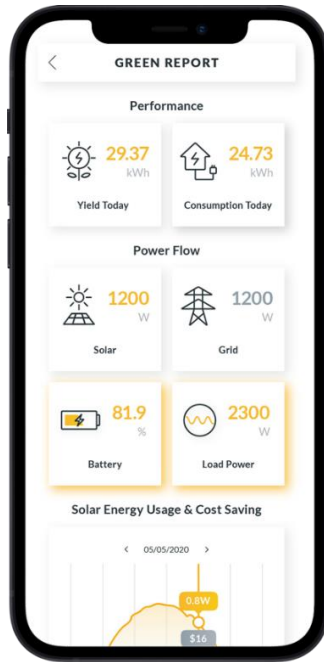 GREEN REPORT
Performance
29.37
kWh
Yield Today
24.73
kWh
Consumption Today
Power Flow
1200
W
Solar
1200
W
Grid
81.9
%
Battery
2300
W
Load Power
Solar Energy Usage & Cost Saving
< 05/05/2020 >
0.8W
$16